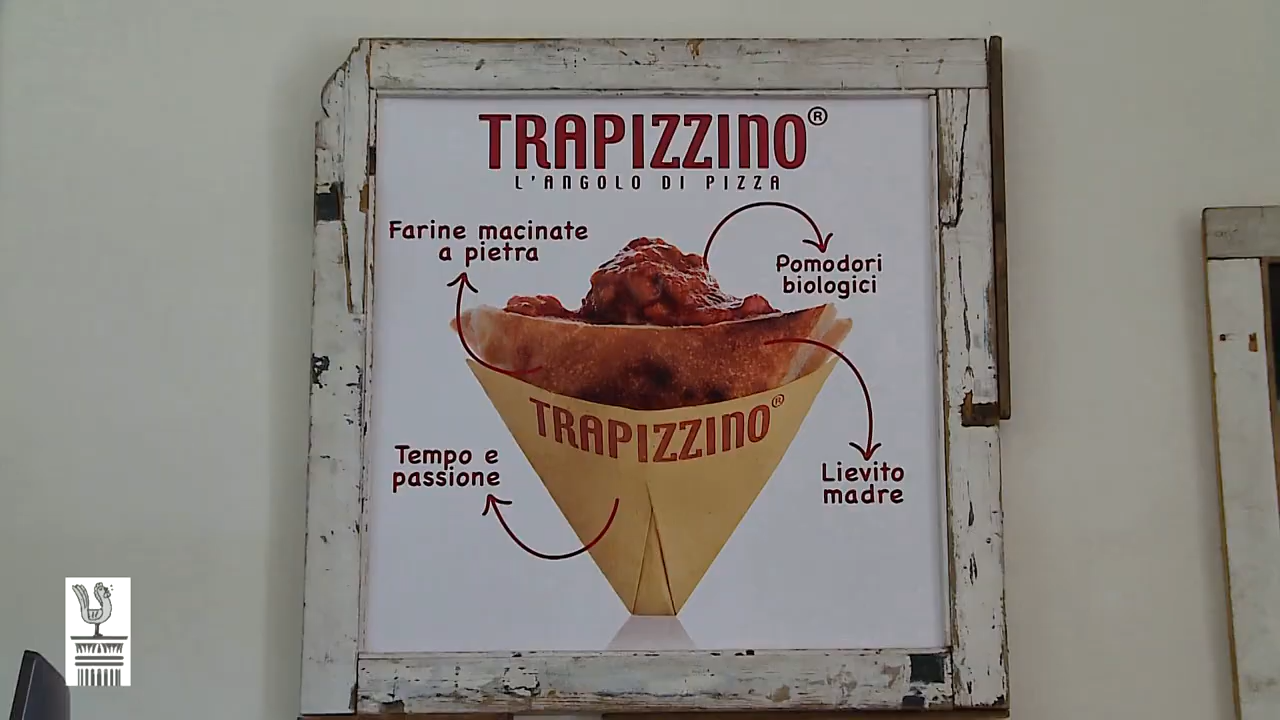 TRAPIZZINO®
L'ANGOLO DI PIZZA
Farine macinate
a pietra
Pomodori
biologici
TRAPIZZINO®
Tempo e
passione
Lievito
madre